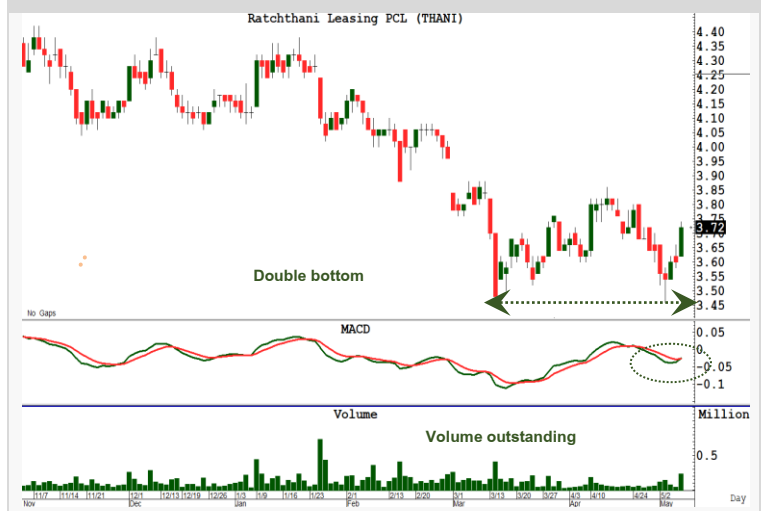 Ratchthani Leasing PCL (THANI)
4.40
4.35
4.30
4.25
4.20
4.15
4.10
4.05
4.00
3.95
3.90
3.85
3.80
3.75
3.72
3.70
3.65
3.60
3.55
3.50
3.45
Double bottom
No Gaps
MACD
0.05
0.
-0.05
-0.1
Volume
Million
Volume outstanding
0.5
11/7 11/14 11/21 12/1 12/13 12/19 12/26 1/3 1/9 1/16 1/23 2/1 2/13 2/20 3/1 3/13 3/20 3/27 4/3 4/10 4/24 5/2
Day
Nov Dec Jan Feb Mar Apr May